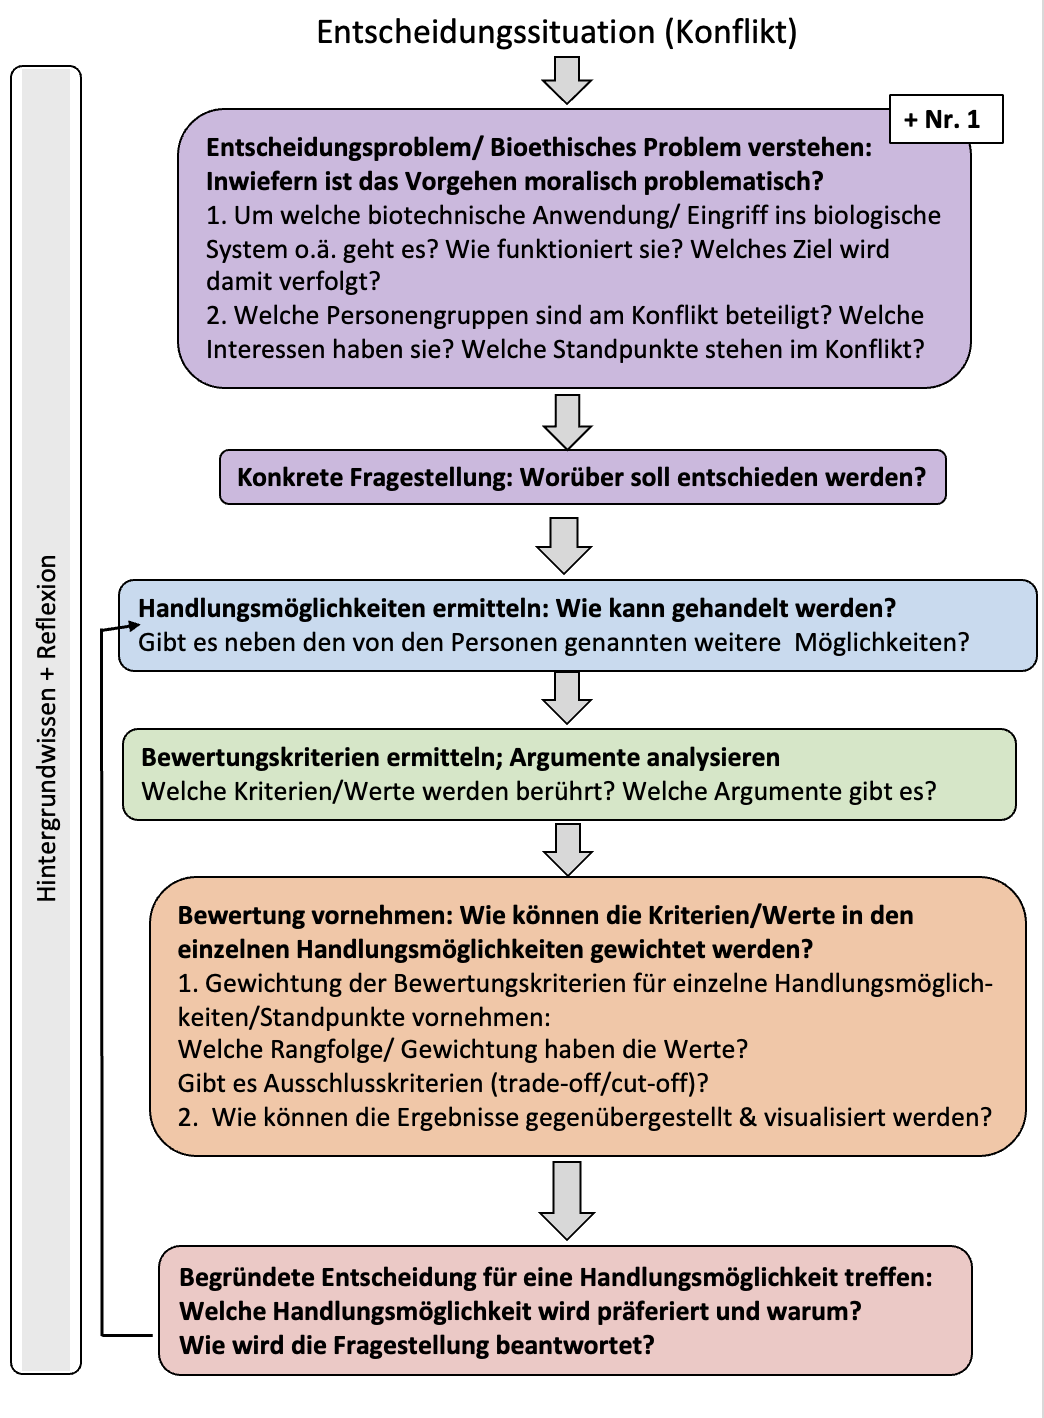 Entscheidungssituation (Konflikt)
+ Nr. 1
Entscheidungsproblem/ Bioethisches Problem verstehen:
Inwiefern ist das Vorgehen moralisch problematisch?
1. Um welche biotechnische Anwendung/ Eingriff ins biologische
System o.ä. geht es? Wie funktioniert sie? Welches Ziel wird
damit verfolgt?
2. Welche Personengruppen sind am Konflikt beteiligt? Welche
Interessen haben sie? Welche Standpunkte stehen im Konflikt?
Konkrete Fragestellung: Worüber soll entschieden werden?
Hintergrundwissen + Reflexion
Handlungsmöglichkeiten ermitteln: Wie kann gehandelt werden?
Gibt es neben den von den Personen genannten weitere  Möglichkeiten?
Bewertungskriterien ermitteln; Argumente analysieren
Welche Kriterien/Werte werden berührt? Welche Argumente gibt es?
Bewertung vornehmen: Wie können die Kriterien/Werte in den
einzelnen Handlungsmöglichkeiten gewichtet werden?
1. Gewichtung der Bewertungskriterien für einzelne Handlungsmöglich-
keiten/Standpunkte vornehmen:
Welche Rangfolge/ Gewichtung haben die Werte?
Gibt es Ausschlusskriterien (trade-off/cut-off)?
2.  Wie können die Ergebnisse gegenübergestellt & visualisiert werden?
Begründete Entscheidung für eine Handlungsmöglichkeit treffen:
Welche Handlungsmöglichkeit wird präferiert und warum?
Wie wird die Fragestellung beantwortet?